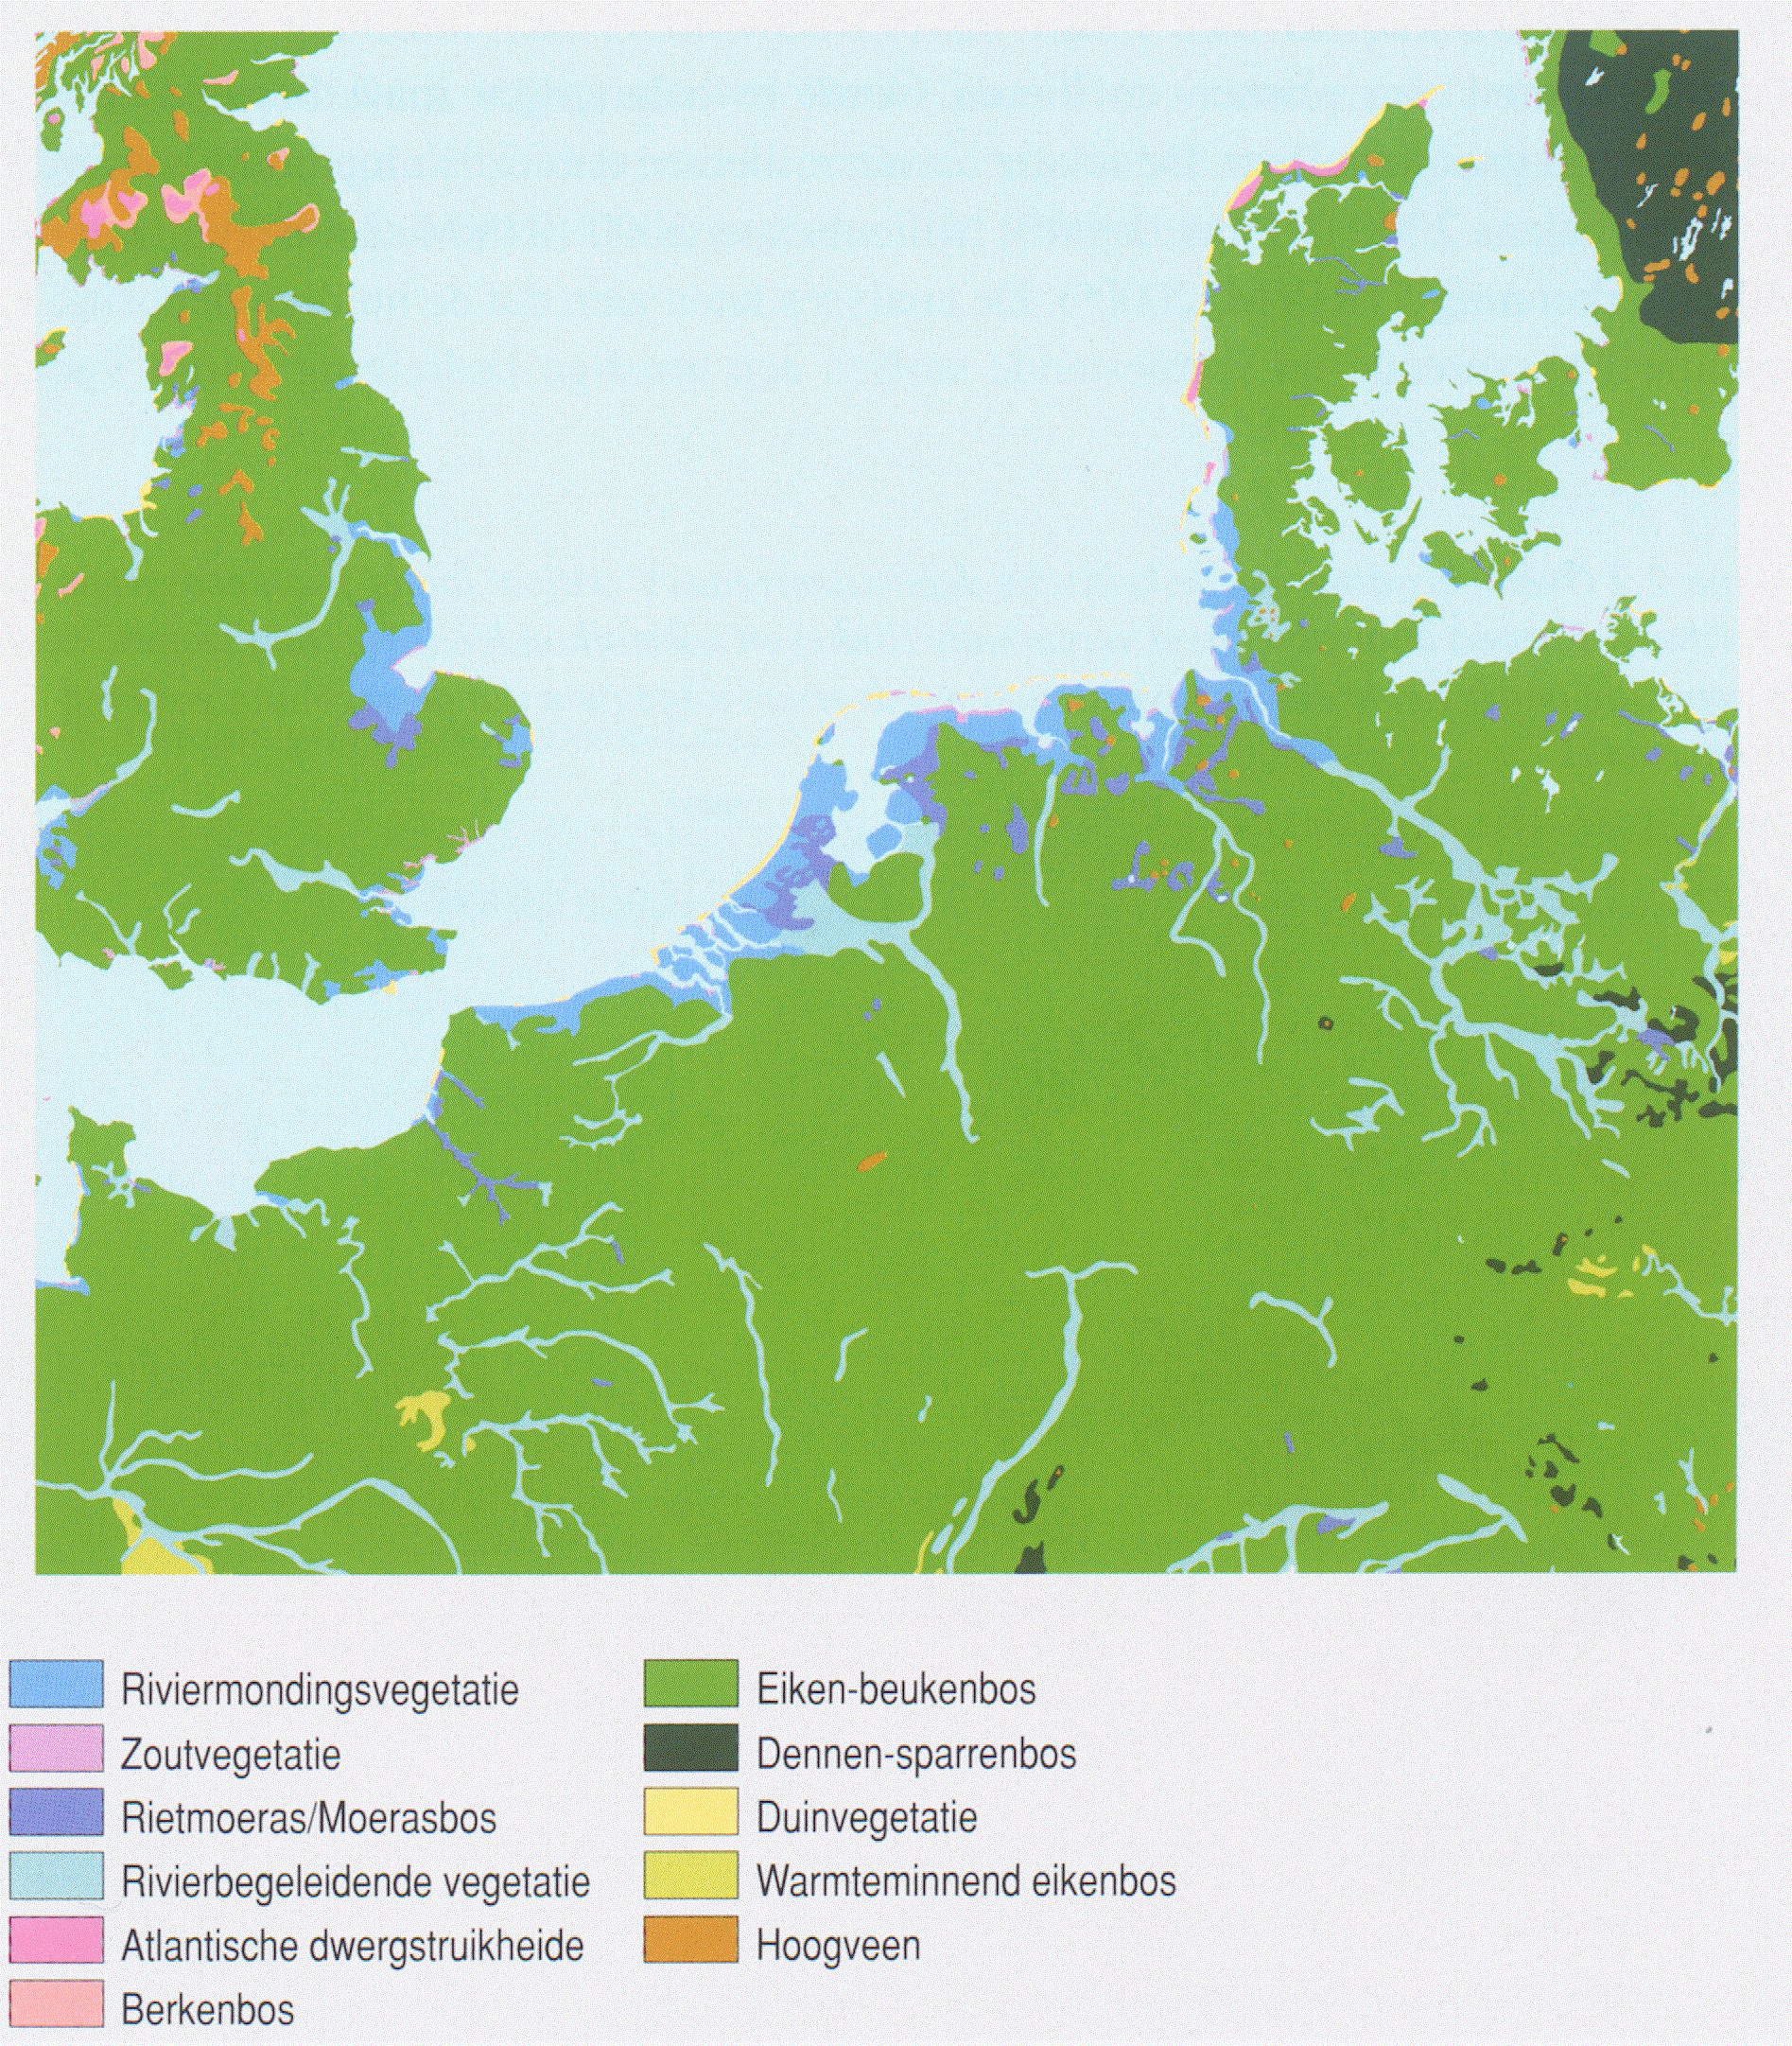 Riviermondingsvegetatie
Zoutvegetatie
Rietmoeras/Moerasbos
Rivierbegeleidende vegetatie
Atlantische dwergstruikheide
Berkenbos
Eiken-beukenbos
Dennen-sparrenbos
Duinvegetatie
Warmteminnend eikenbos
Hoogveen